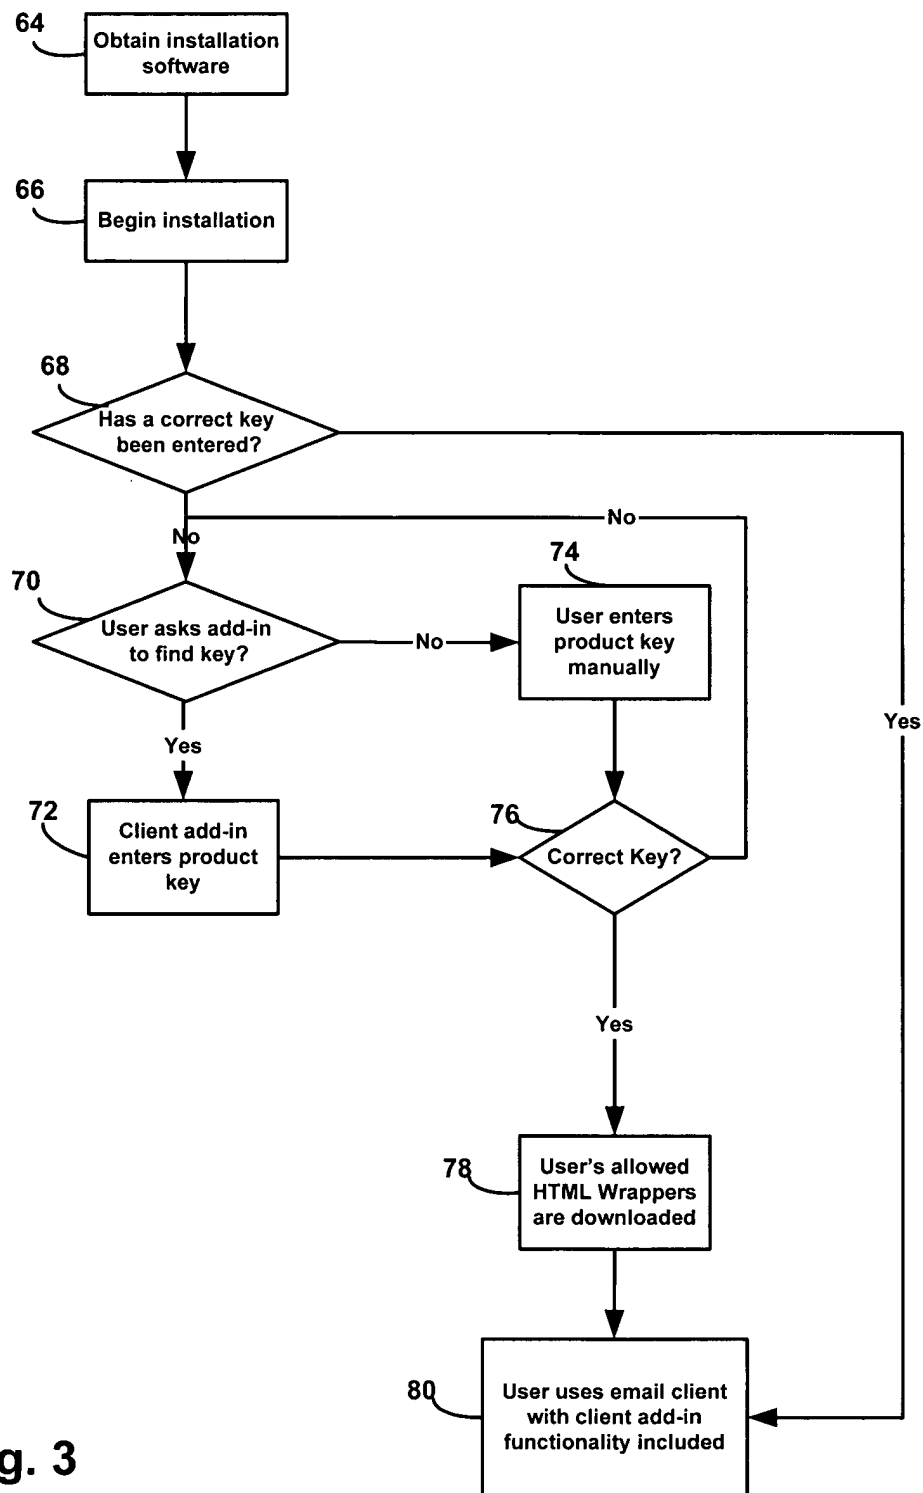 64
Obtain installation
software
66
Begin installation
68
Has a correct key
been entered?
No
No
74
70
User asks add-in
to find key?
No
User enters
product key
manually
Yes
Yes
72
Client add-in
enters product
key
76
Correct Key?
Yes
78
User's allowed
HTML Wrappers
are downloaded
80
User uses email client
with client add-in
functionality included
g. 3